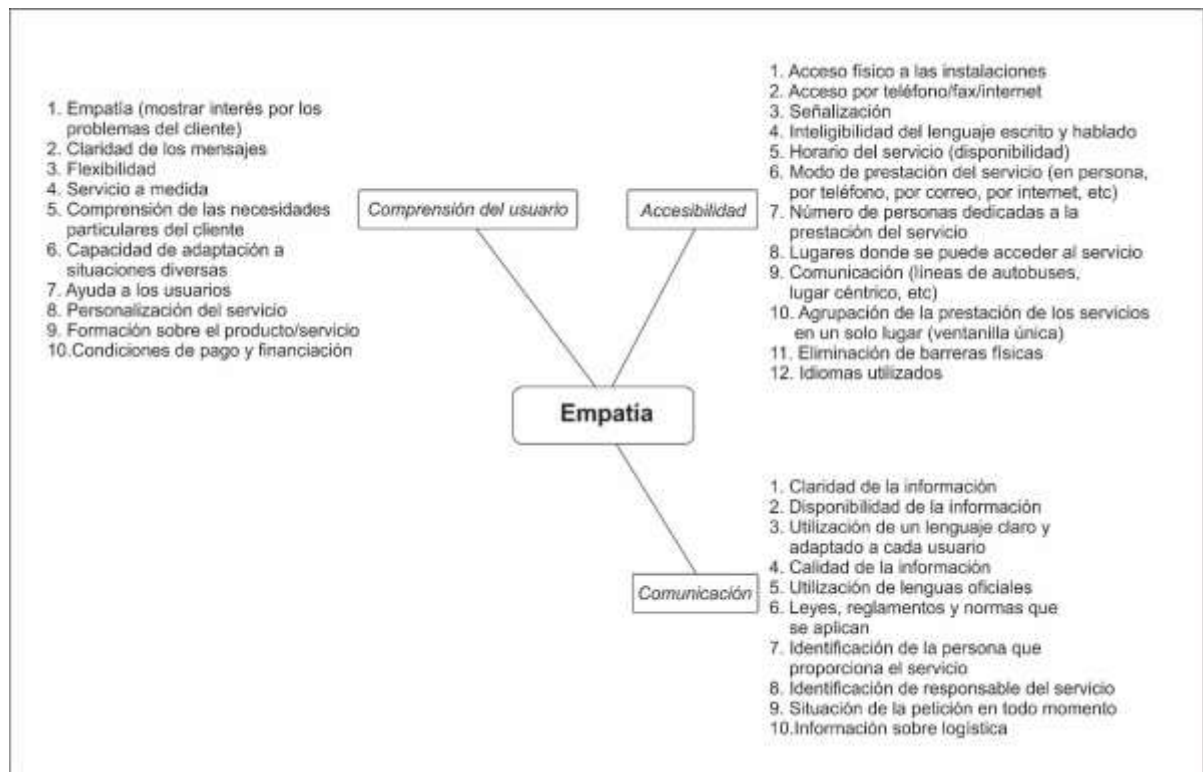 1. Empatía (mostrar interés por los
problemas del cliente)
2. Claridad de los mensajes
3. Flexibilidad
4. Servicio a medida
5. Comprensión de las necesidades
particulares del cliente
6. Capacidad de adaptación a
situaciones diversas
7. Ayuda a los usuarios
8. Personalización del servicio
9. Formación sobre el producto/servicio
10.Condiciones de pago y financiación
Comprensión del usuario
Accesibilidad
1. Acceso físico a las instalaciones
2. Acceso por teléfono/fax/internet
3. Señalización
4. Inteligibilidad del lenguaje escrito y hablado
5. Horario del servicio (disponibilidad)
6. Modo de prestación del servicio (en persona,
por teléfono, por correo, por internet, etc)
7. Número de personas dedicadas a la
prestación del servicio
8. Lugares donde se puede acceder al servicio
9. Comunicación (líneas de autobuses,
lugar céntrico, etc)
10. Agrupación de la prestación de los servicios
en un solo lugar (ventanilla única)
11. Eliminación de barreras físicas
12. Idiomas utilizados
Empatía
Comunicación
1. Claridad de la información
2. Disponibilidad de la información
3. Utilización de un lenguaje claro y
adaptado a cada usuario
4. Calidad de la información
5. Utilización de lenguas oficiales
6. Leyes, reglamentos y normas que
se aplican
7. Identificación de la persona que
proporciona el servicio
8. Identificación de responsable del servicio
9. Situación de la petición en todo momento
10.Información sobre logística